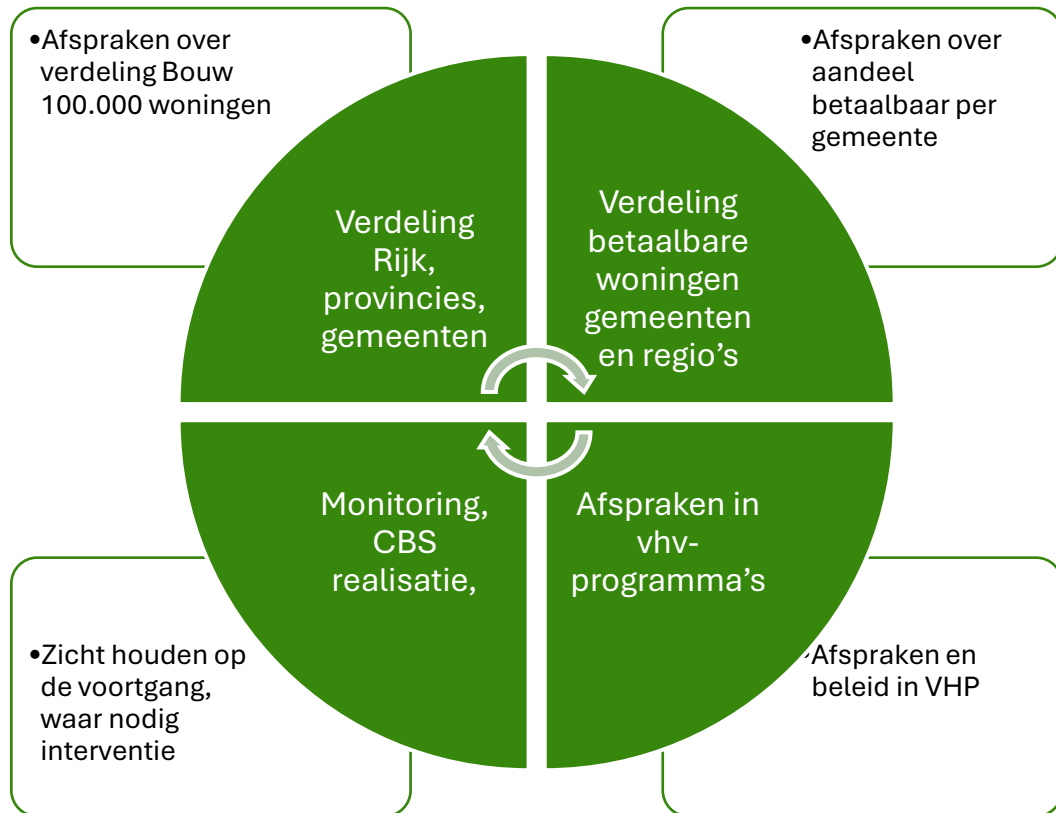 •Afspraken over
verdeling Bouw
100.000 woningen
•Afspraken over
aandeel
betaalbaar per
gemeente
Verdeling
Rijk,
provincies,
gemeenten
Verdeling
betaalbare
woningen
gemeenten
en regio’s
Monitoring,
CBS
realisatie,
Afspraken in
vhv-
programma’s
•Zicht houden op
de voortgang,
waar nodig
interventie
•Afspraken en
beleid in VHP